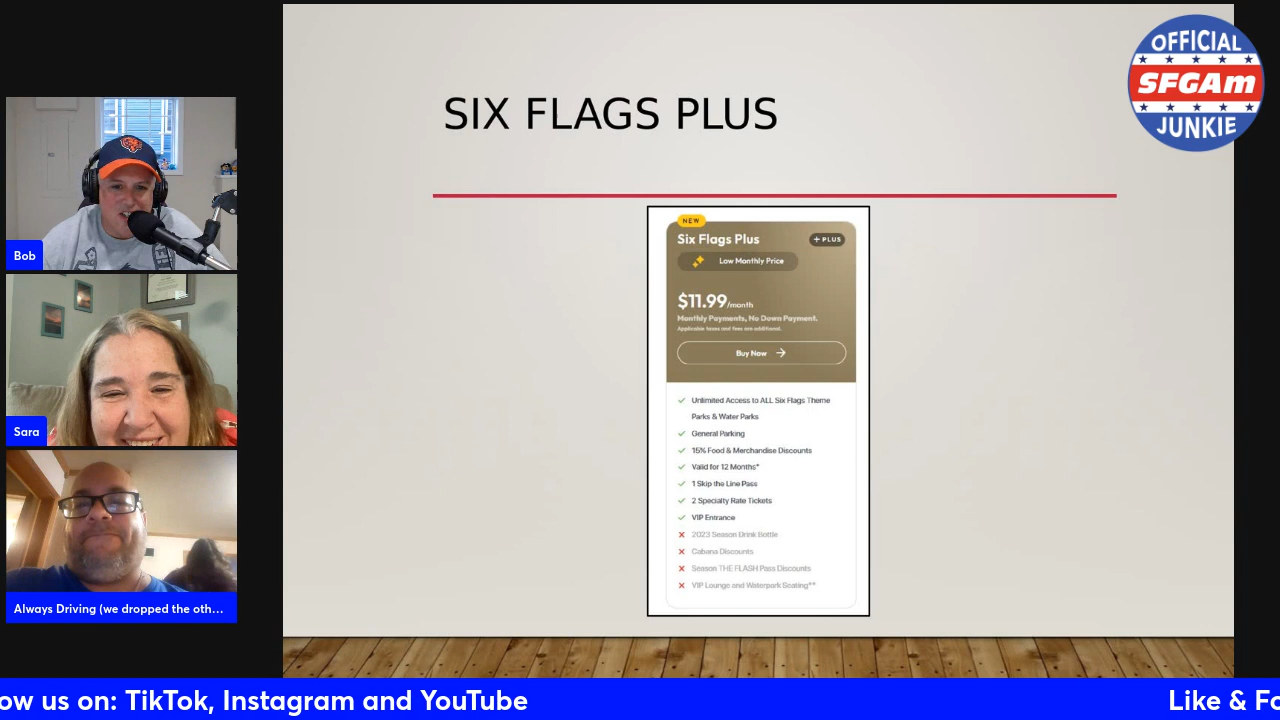 SIX FLAGS PLUS
OFFICIAL
SFGAm
JUNKIE
Bob
Sara
Always Driving (we dropped the oth...
NEW
Six Flags Plus
+ PLUS
Low Monthly Price
$11.99/month
Monthly Payments, No Down Payment.
Applicable taxes and fees are additional.
Buy Now
Unlimited Access to ALL Six Flags Theme
Parks & Water Parks
General Parking
15% Food & Merchandise Discounts
Valid for 12 Months*
1 Skip the Line Pass
2 Specialty Rate Tickets
VIP Entrance
2023 Season Drink Bottle
Cabana Discounts
Season THE FLASH Pass Discounts
VIP Lounge and Waterpark Seating**
ow us on: TikTok, Instagram and YouTube
Like & Fo